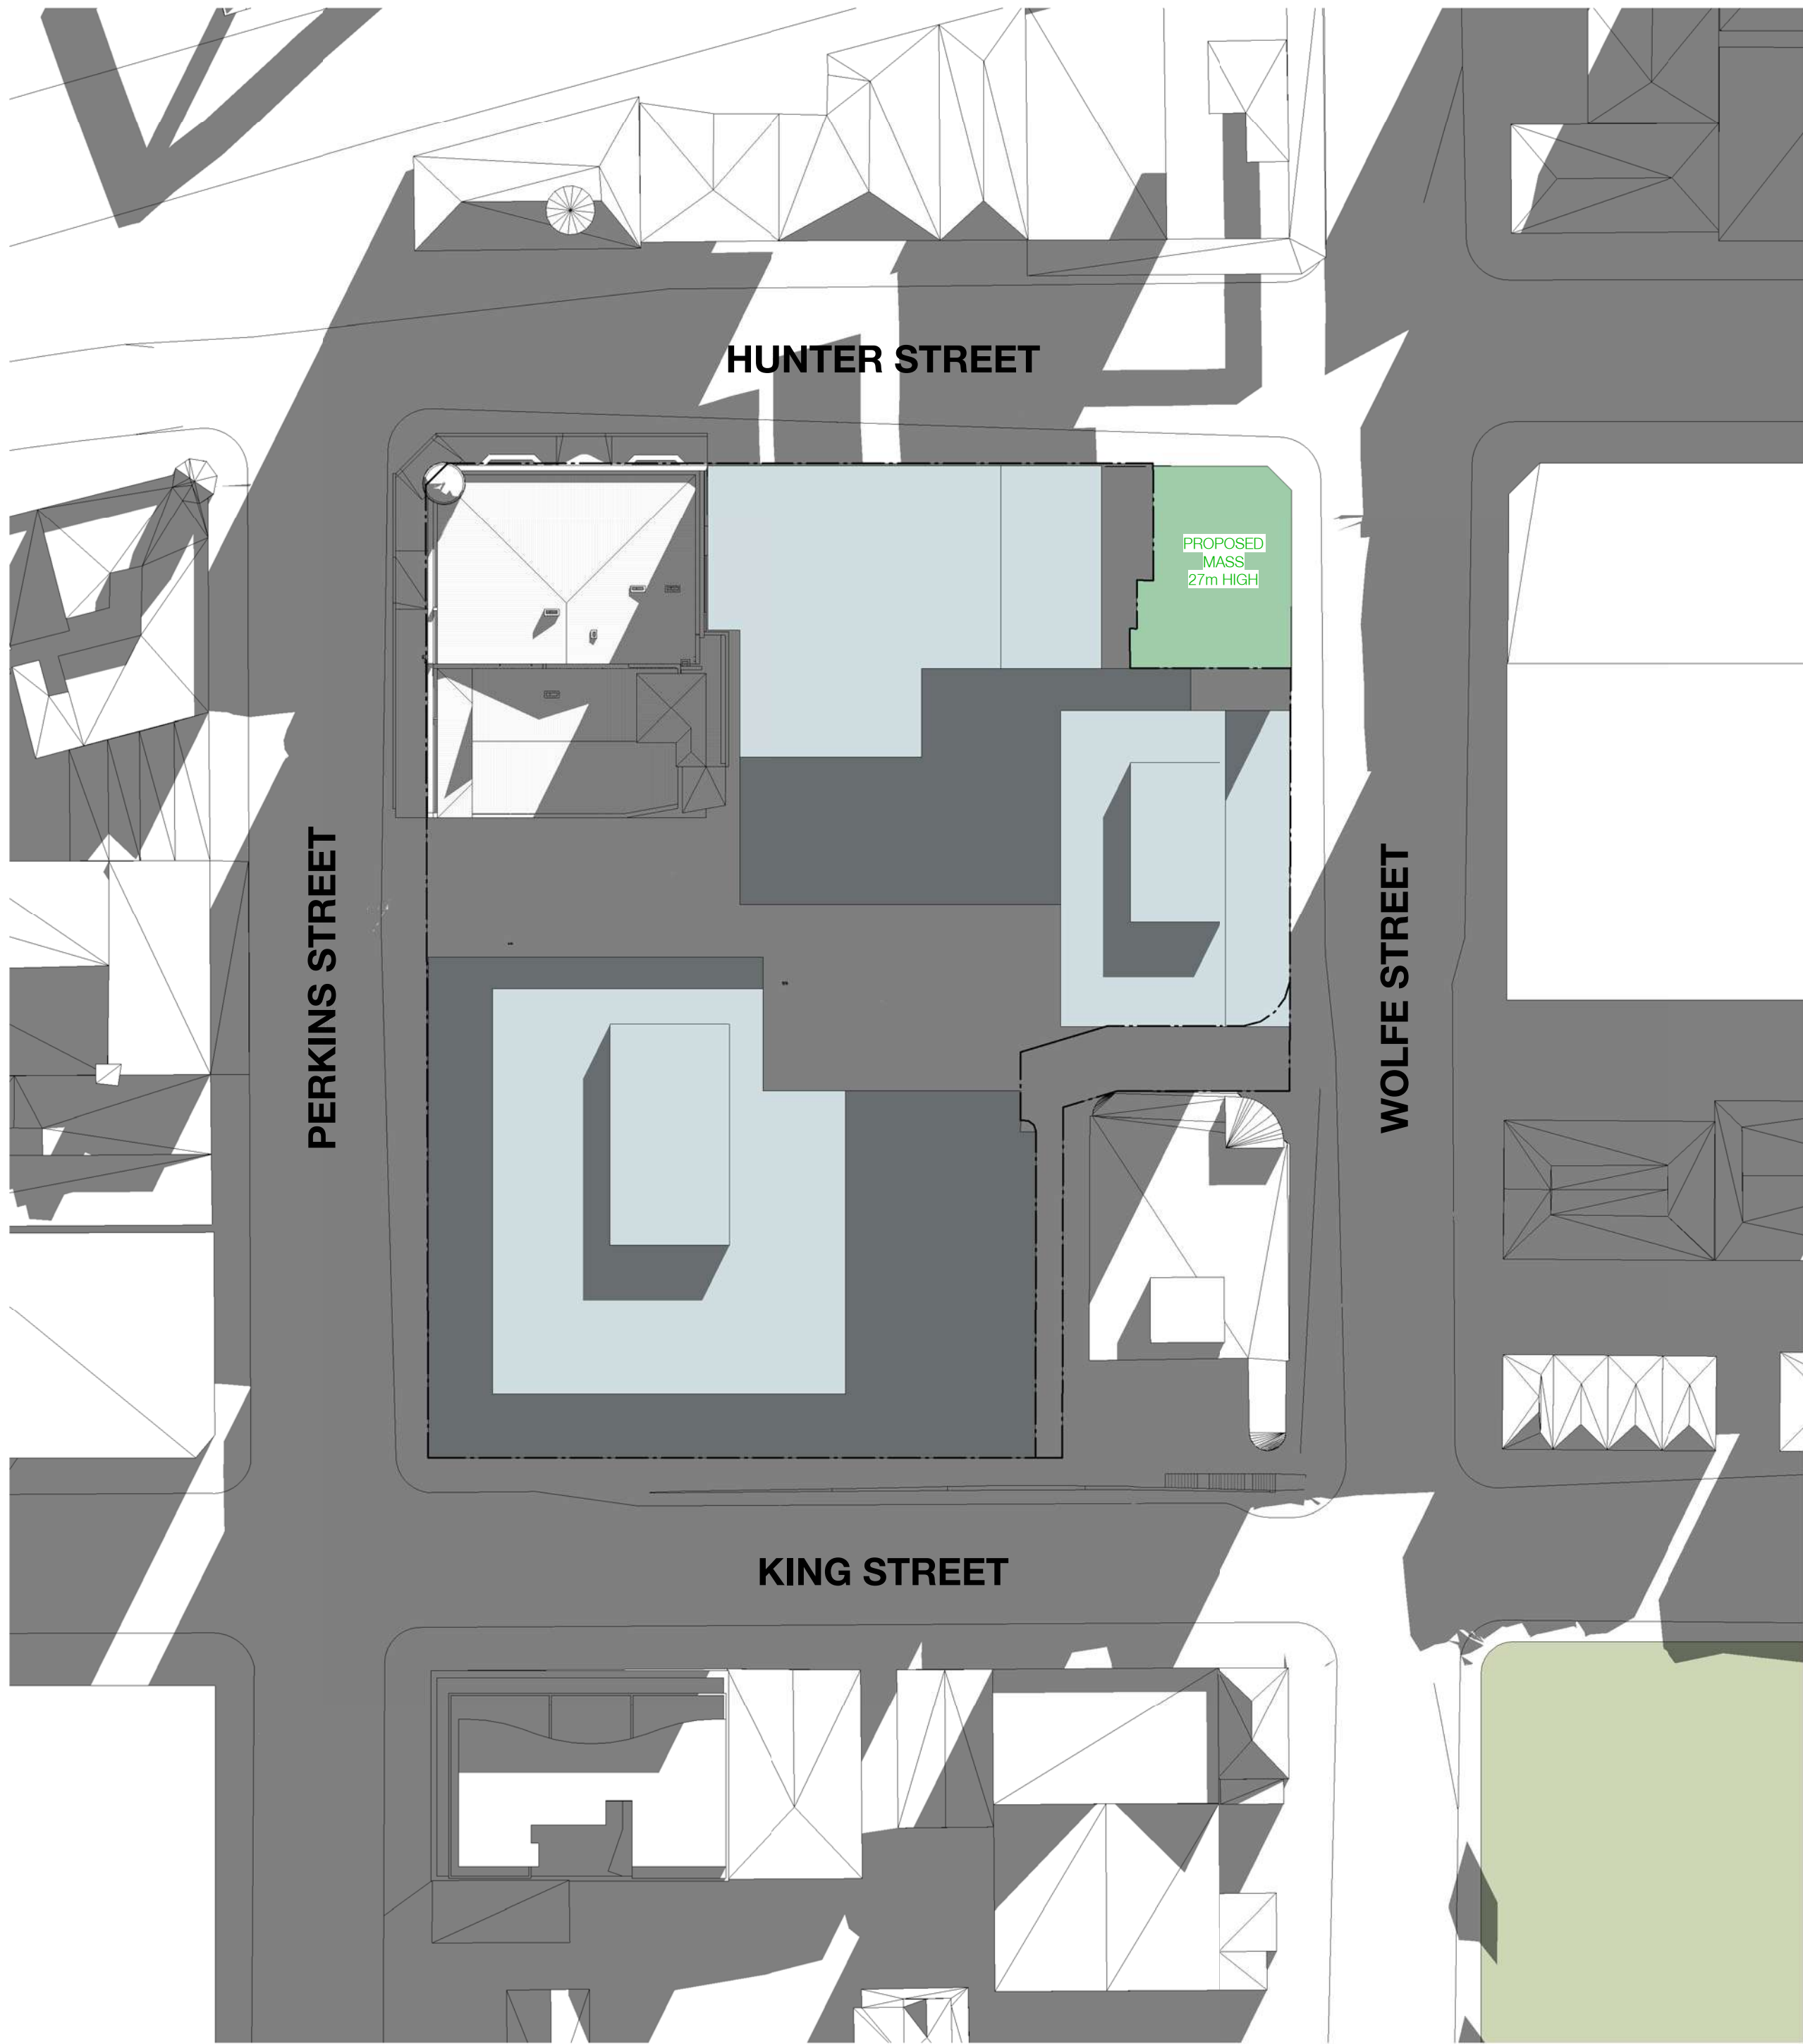 HUNTER STREET
PROPOSED
MASS
27m HIGH
PERKINS STREET
WOLFE STREET
KING STREET